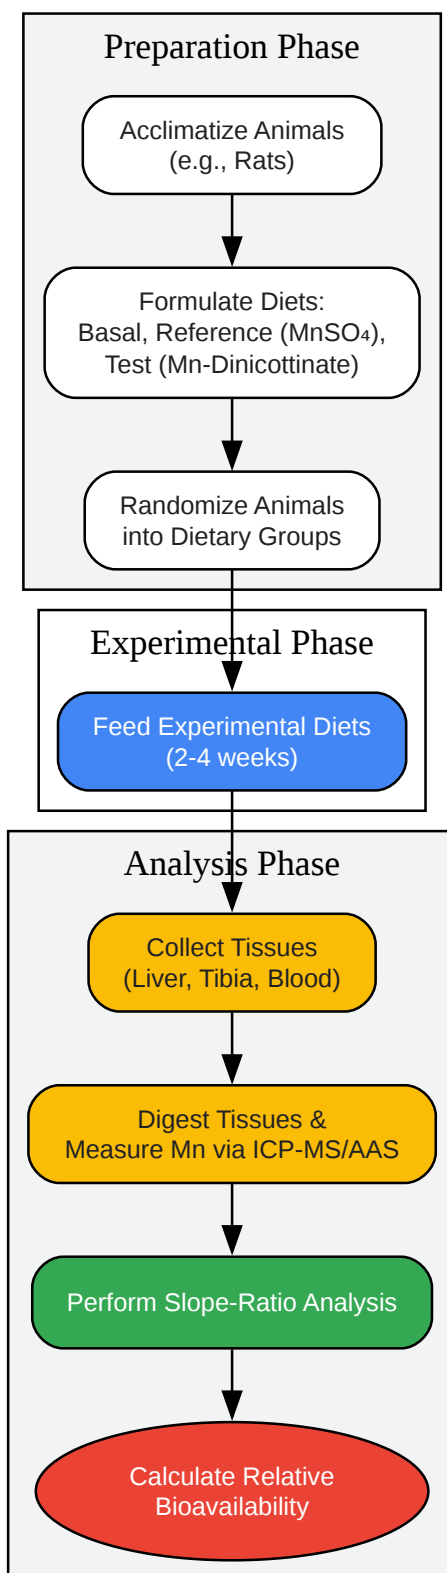 Preparation Phase
Acclimatize Animals
(e.g., Rats)
Formulate Diets:
Basal, Reference (MnSO₄),
Test (Mn-Dinicottinate)
Randomize Animals
into Dietary Groups
Experimental Phase
Feed Experimental Diets
(2-4 weeks)
Analysis Phase
Collect Tissues
(Liver, Tibia, Blood)
Digest Tissues &
Measure Mn via ICP-MS/AAS
Perform Slope-Ratio Analysis
Calculate Relative
Bioavailability